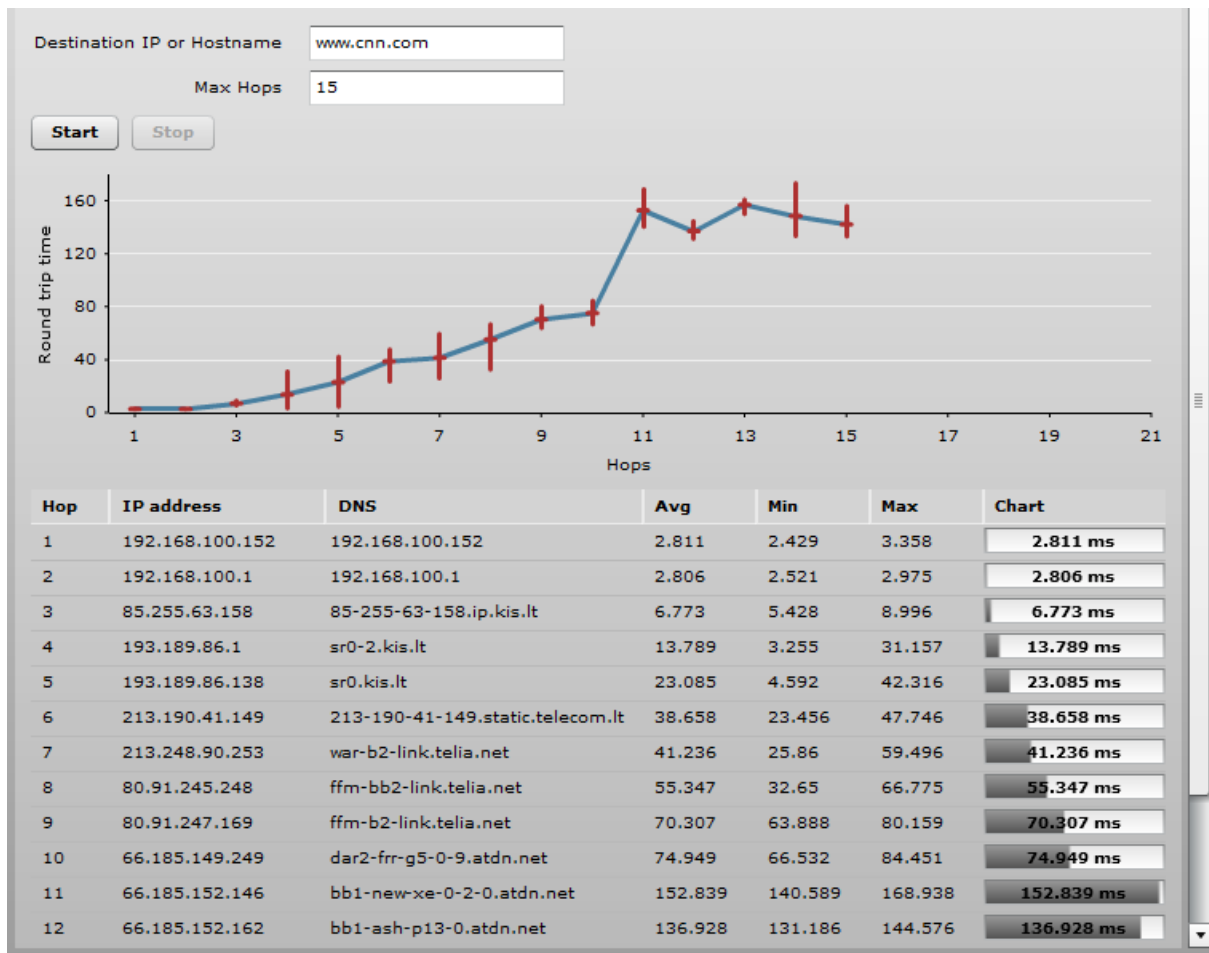 Destination IP or Hostname www.cnn.com
Max Hops 15
Start Stop
Round trip time
160
120
80
40
0
1 3 5 7 9 11 13 15 17 19 21
Hops
Hop IP address DNS Avg Min Max Chart
1 192.168.100.152 192.168.100.152 2.811 2.429 3.358 2.811 ms
2 192.168.100.1 192.168.100.1 2.806 2.521 2.975 2.806 ms
3 85.255.63.158 85-255-63-158.ip.kis.lt 6.773 5.428 8.996 6.773 ms
4 193.189.86.1 sr0-2.kis.lt 13.789 3.255 31.157 13.789 ms
5 193.189.86.138 sr0.kis.lt 23.085 4.592 42.316 23.085 ms
6 213.190.41.149 213-190-41-149.static.telecom.lt 38.658 23.456 47.746 38.658 ms
7 213.248.90.253 war-b2-link.telia.net 41.236 25.86 59.496 41.236 ms
8 80.91.245.248 ffm-bb2-link.telia.net 55.347 32.65 66.775 55.347 ms
9 80.91.247.169 ffm-b2-link.telia.net 70.307 63.888 80.159 70.307 ms
10 66.185.149.249 dar2-frr-g5-0-9.atdn.net 74.949 66.532 84.451 74.949 ms
11 66.185.152.146 bb1-new-xe-0-2-0.atdn.net 152.839 140.589 168.938 152.839 ms
12 66.185.152.162 bb1-ash-p13-0.atdn.net 136.928 131.186 144.576 136.928 ms